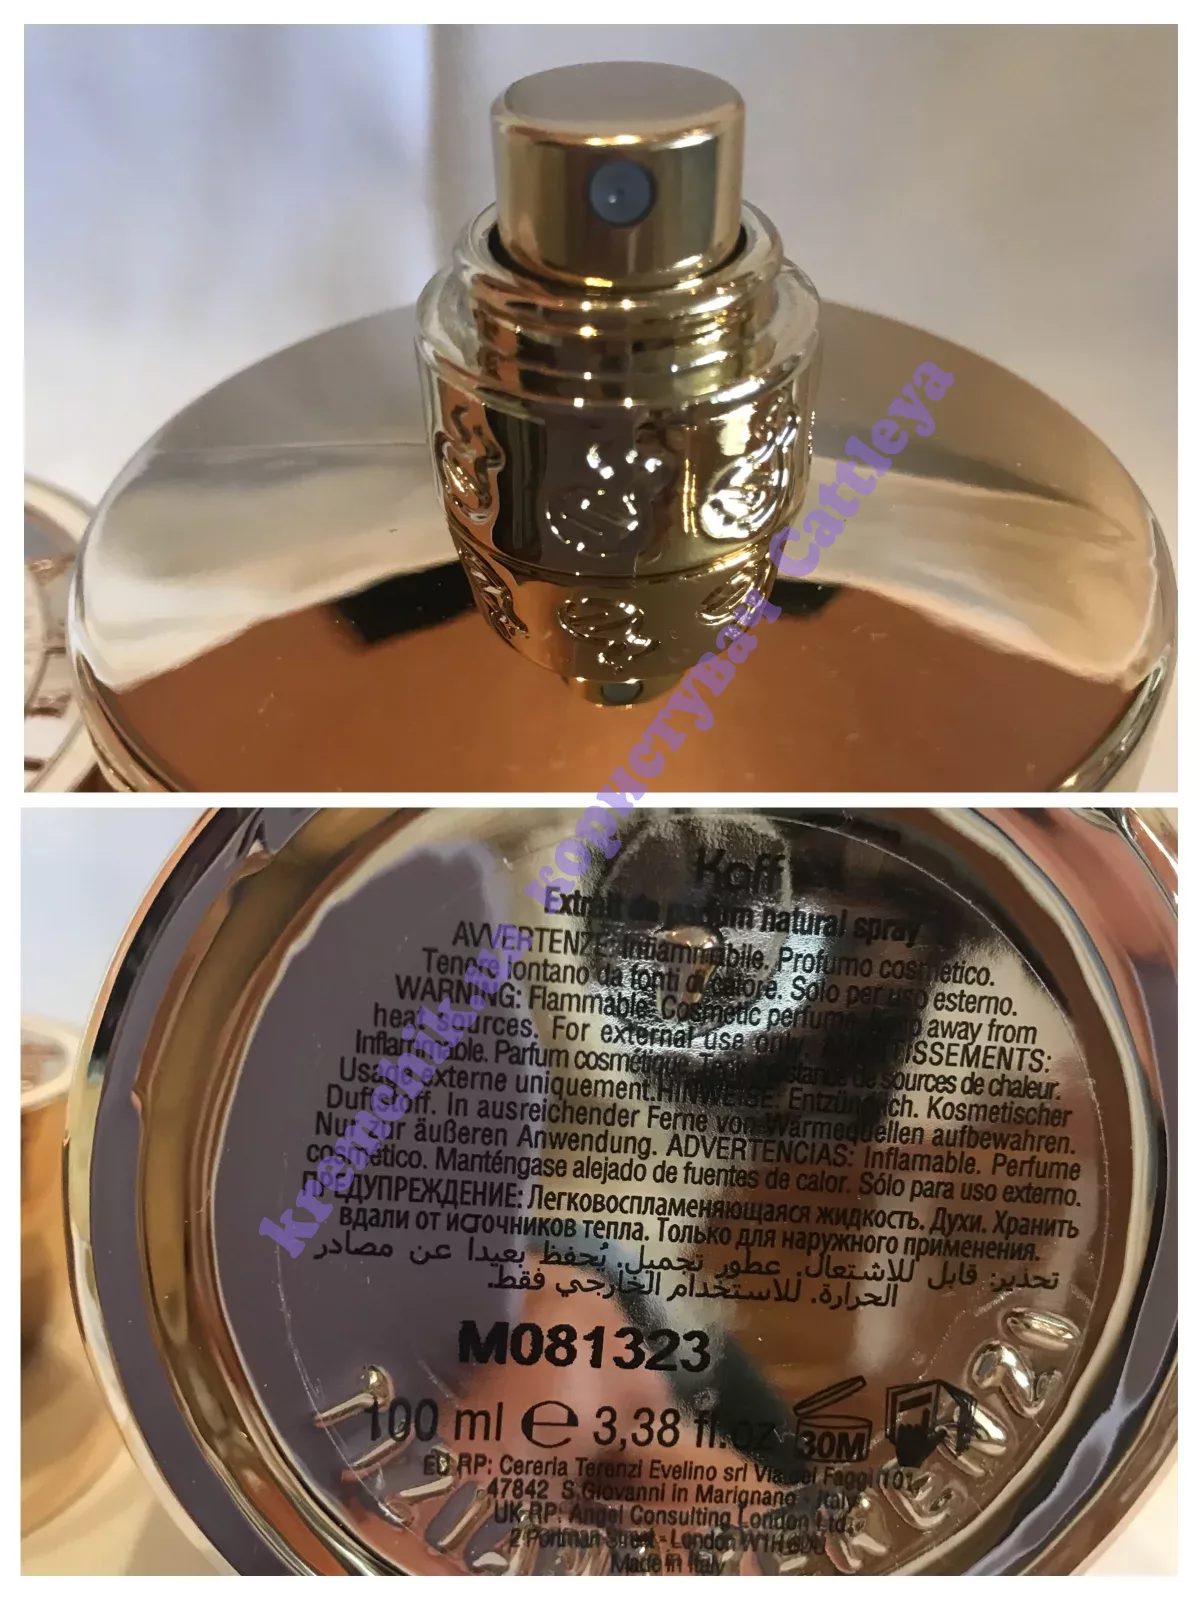 Kaff
Extrait de parfum natural spray
AVVERTENZE: Infiammabile. Profumo cosmetico.
Tenere lontano da fonti di calore. Solo per uso esterno.
WARNING: Flammable. Cosmetic perfume. Keep away from
heat sources. For external use only. AVERTISSEMENTS:
Inflammable. Parfum cosmétique. Tenir à distance de sources de chaleur.
Usage externe uniquement. HINWEISE: Entzündlich. Kosmetischer
Duftstoff. In ausreichender Ferne von Wärmequellen aufbewahren.
Nur zur äußeren Anwendung. ADVERTENCIAS: Inflamable. Perfume
cosmético. Manténgase alejado de fuentes de calor. Sólo para uso externo.
ПРЕДУПРЕЖДЕНИЕ: Легковоспламеняющаяся жидкость. Духи. Хранить
вдали от источников тепла. Только для наружного применения.
تحذير: قابل للاشتعال. عطور تجميل. يُحفظ بعيدا عن مصادر
الحرارة. للاستخدام الخارجي فقط.
M081323
100 ml e 3,38 fl.oz
30M
EU RP: Cereria Terenzi Evelino srl Via del Faggi 101,
47842 S.Giovanni in Marignano - Italy
UK RP: Angel Consulting London Ltd.
2 Portman Street - London W1H
Made in Italy
TERENZI
користувач Cattleya